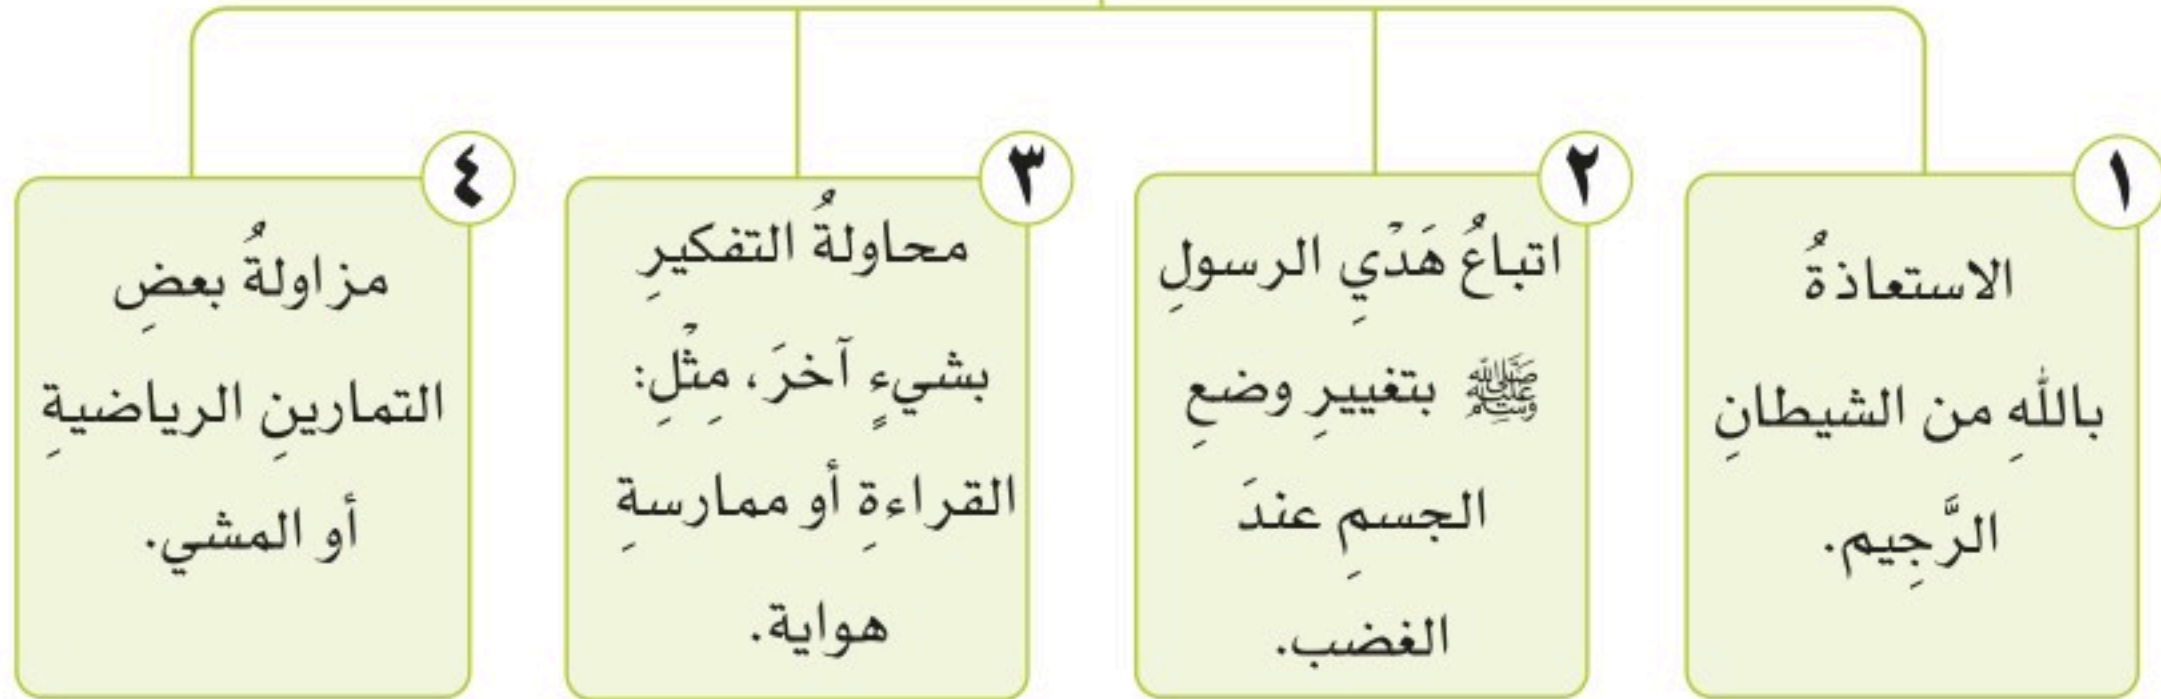 ١
الاستعاذةُ
باللهِ من الشيطانِ
الرَّجِيم.
٢
اتباعُ هَدْيِ الرسولِ
ﷺ بتغييرِ وضعِ
الجسمِ عندَ
الغضب.
٣
محاولةُ التفكيرِ
بشيءٍ آخرَ، مِثْلِ:
القراءةِ أو ممارسةِ
هواية.
٤
مزاولةُ بعضِ
التمارينِ الرياضيةِ
أو المشي.